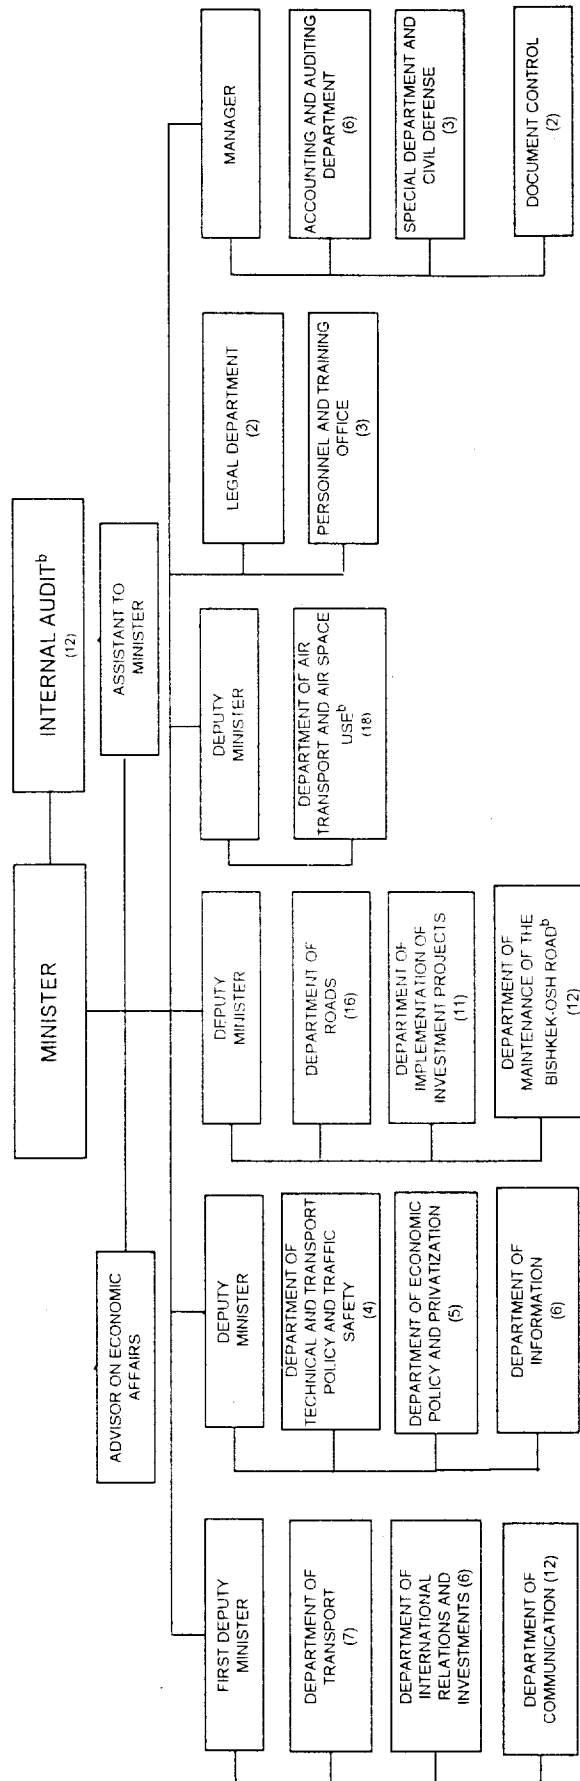 MINISTER
INTERNAL AUDITᵇ
(12)
ADVISOR ON ECONOMIC
AFFAIRS
ASSISTANT TO
MINISTER
FIRST DEPUTY
MINISTER
DEPARTMENT OF
TRANSPORT
(7)
DEPARTMENT OF
INTERNATIONAL
RELATIONS AND
INVESTMENTS (6)
DEPARTMENT OF
COMMUNICATION (12)
DEPUTY
MINISTER
DEPARTMENT OF
TECHNICAL AND TRANSPORT
POLICY AND TRAFFIC
SAFETY
(4)
DEPARTMENT OF ECONOMIC
POLICY AND PRIVATIZATION
(5)
DEPARTMENT OF
INFORMATION
(6)
DEPUTY
MINISTER
DEPARTMENT OF
ROADS
(16)
DEPARTMENT OF
IMPLEMENTATION OF
INVESTMENT PROJECTS
(11)
DEPARTMENT OF
MAINTENANCE OF THE
BISHKEK-OSH ROADᵇ
(12)
DEPUTY
MINISTER
DEPARTMENT OF AIR
TRANSPORT AND AIR SPACE
USEᵇ
(18)
LEGAL DEPARTMENT
(2)
PERSONNEL AND TRAINING
OFFICE
(3)
MANAGER
ACCOUNTING AND AUDITING
DEPARTMENT
(6)
SPECIAL DEPARTMENT AND
CIVIL DEFENSE
(3)
DOCUMENT CONTROL
(2)